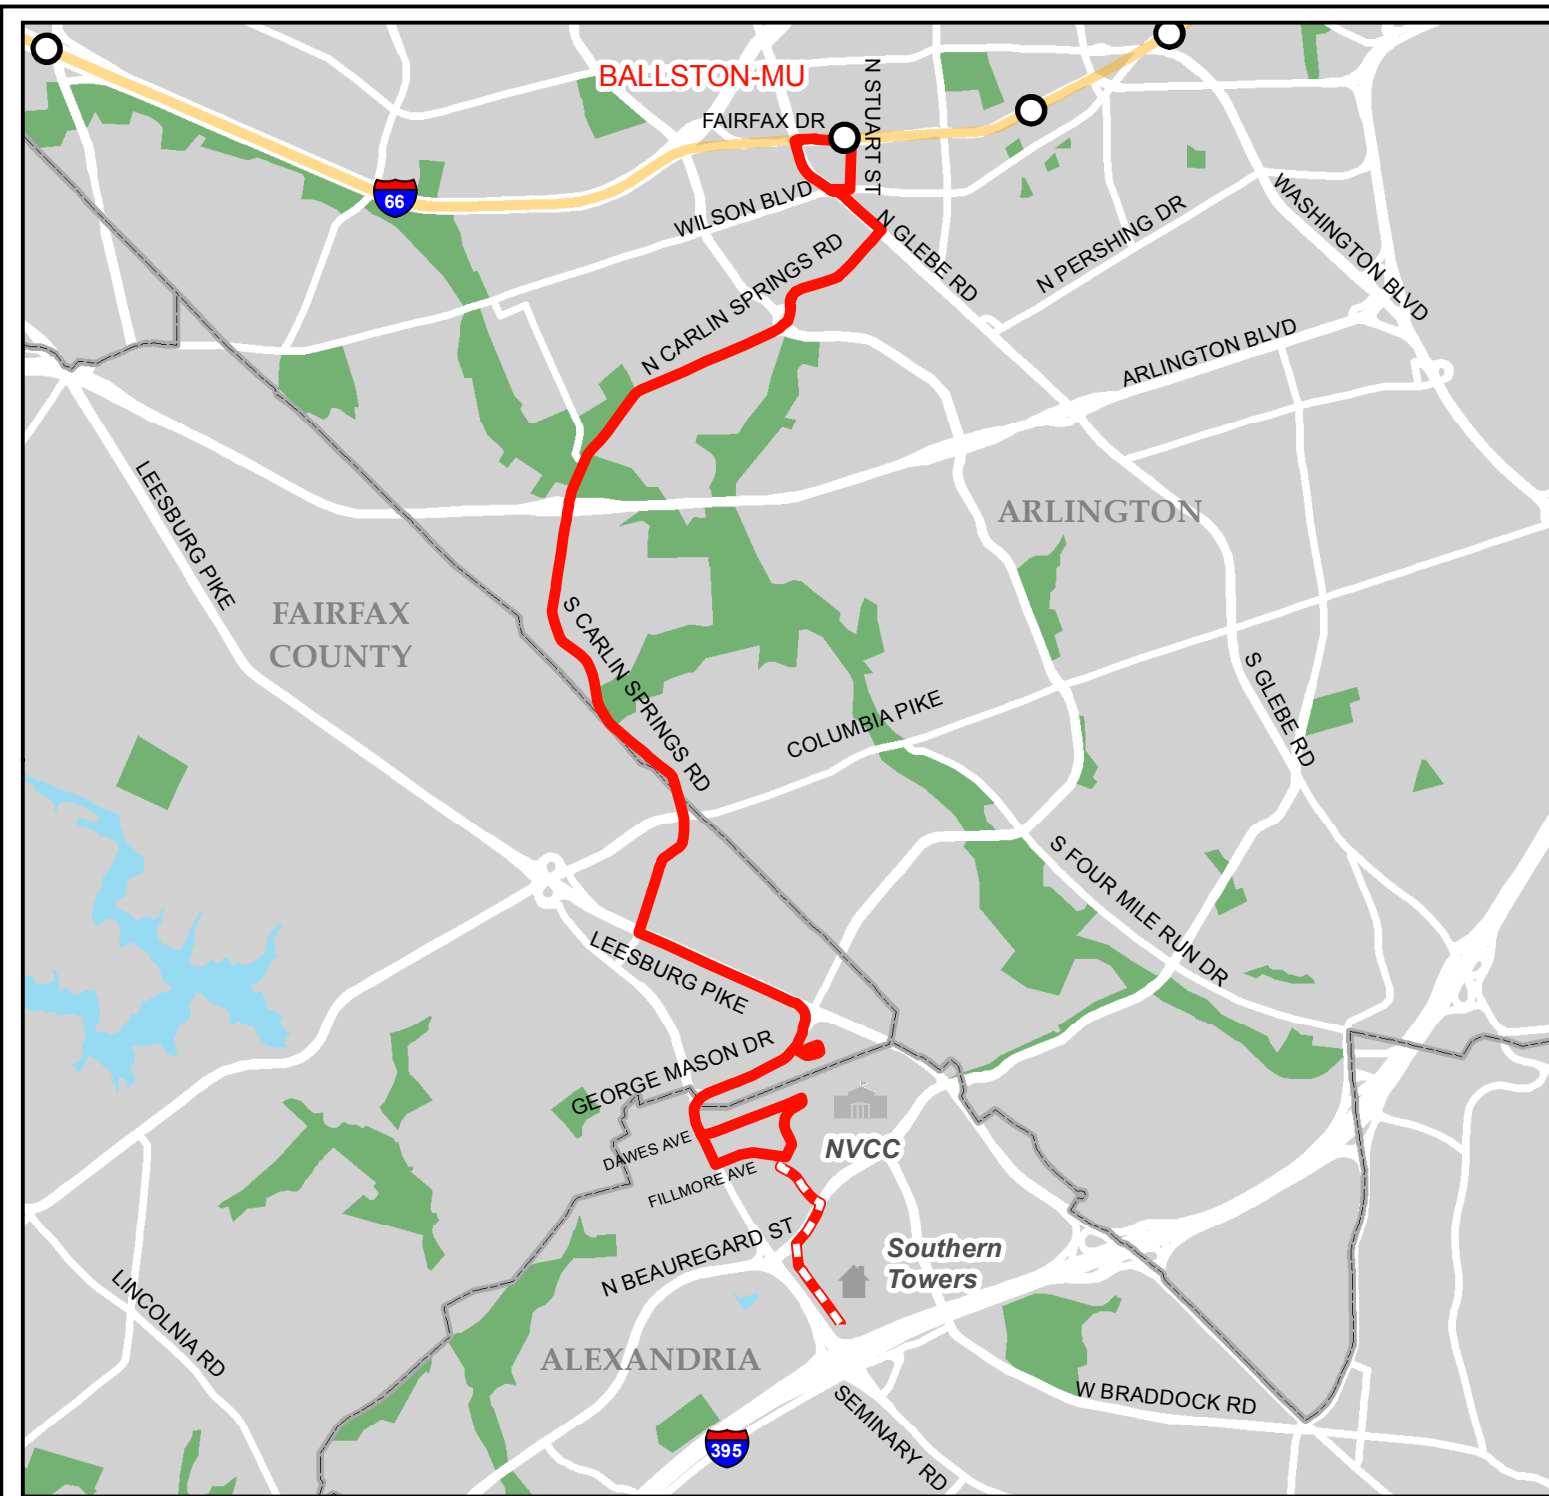 BALLSTON-MU
N STUART ST
FAIRFAX DR
66
WILSON BLVD
N GLEBE RD
N PERSHING DR
WASHINGTON BLVD
N CARLIN SPRINGS RD
ARLINGTON BLVD
LEESBURG PIKE
ARLINGTON
FAIRFAX
COUNTY
S CARLIN SPRINGS RD
S GLEBE RD
COLUMBIA PIKE
S FOUR MILE RUN DR
LEESBURG PIKE
GEORGE MASON DR
DAWES AVE
NVCC
FILLMORE AVE
N BEAUREGARD ST
Southern
Towers
LINCOLNIA RD
ALEXANDRIA
W BRADDOCK RD
SEMINARY RD
395